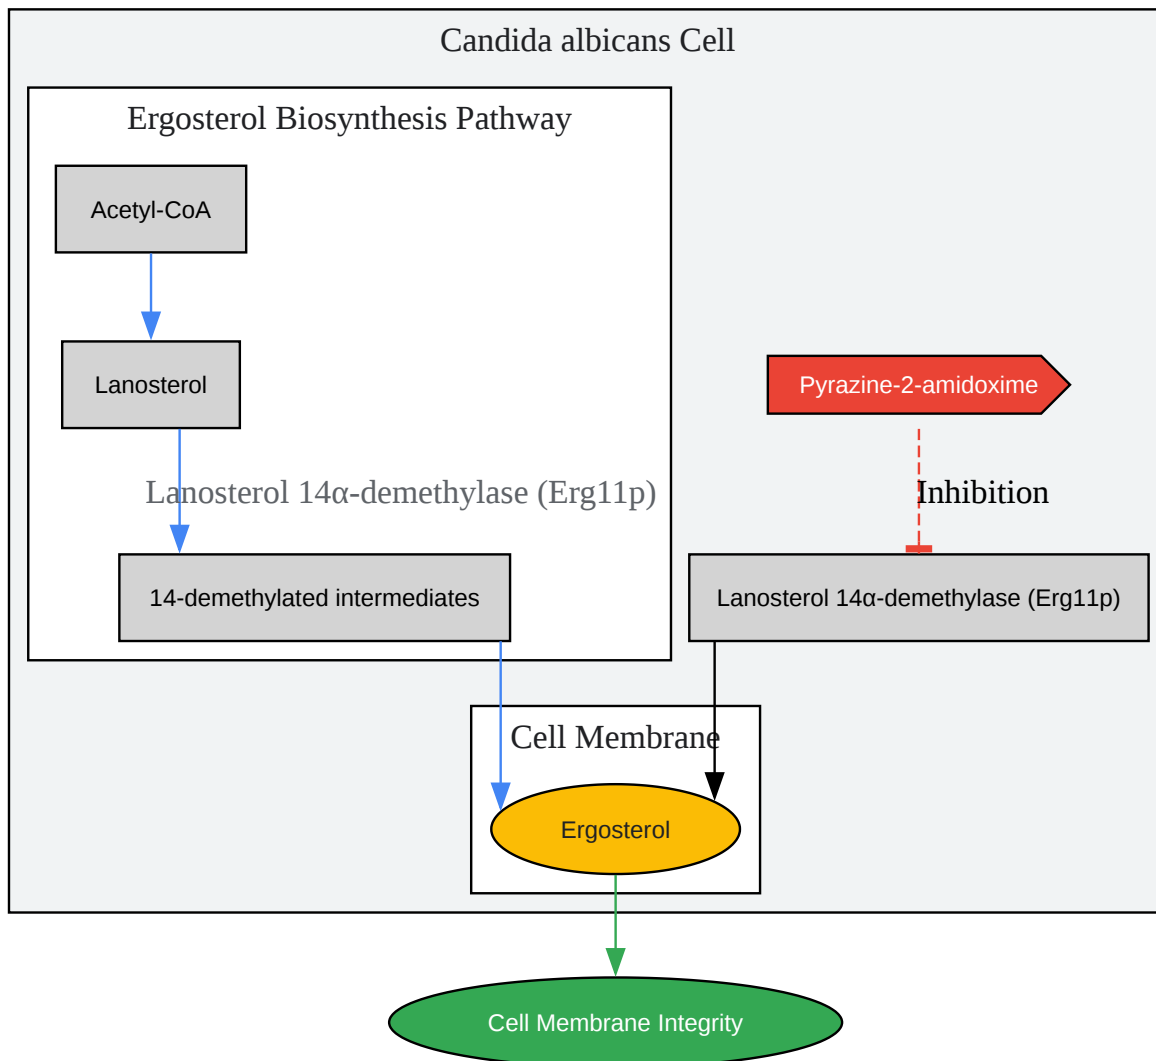 Candida albicans Cell
Ergosterol Biosynthesis Pathway
Acetyl-CoA
Lanosterol
Pyrazine-2-amidoxime
Lanosterol 14α-demethylase (Erg11p)
Inhibition
14-demethylated intermediates
Lanosterol 14α-demethylase (Erg11p)
Cell Membrane
Ergosterol
Cell Membrane Integrity